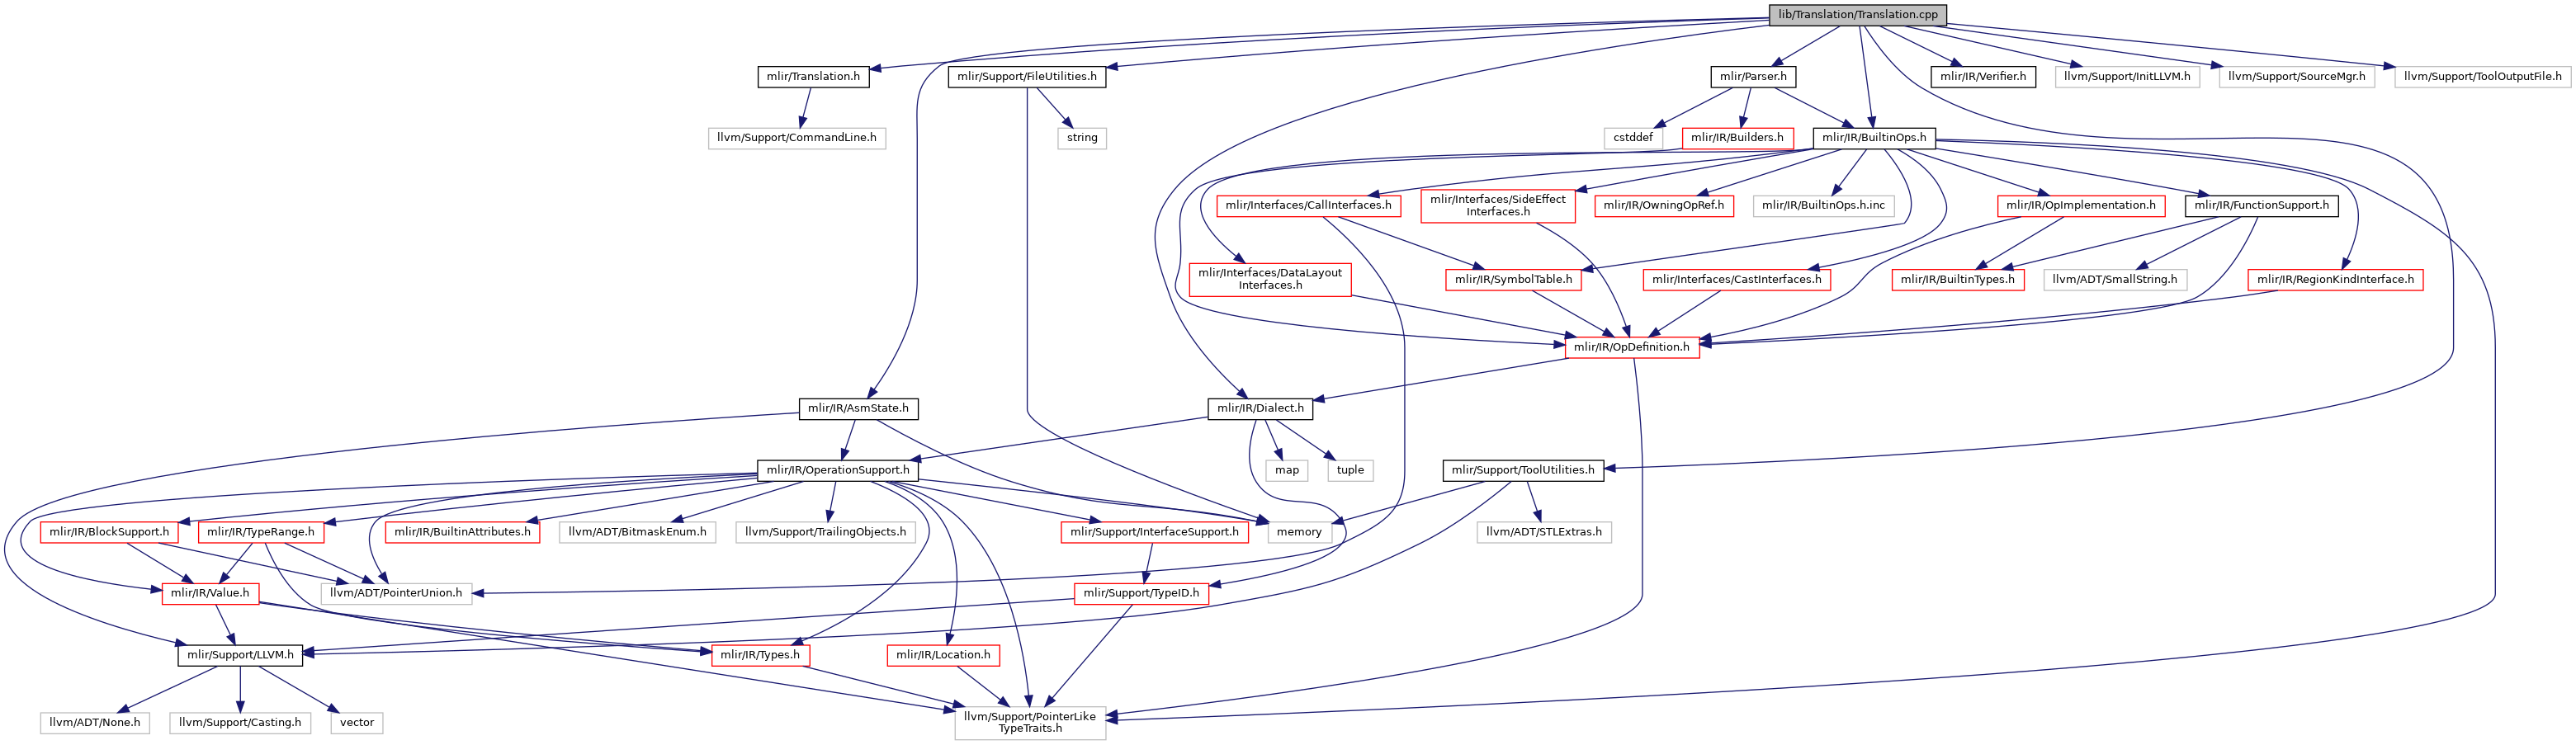 lib/Translation/Translation.cpp
mlir/Translation.h
mlir/Support/FileUtilities.h
mlir/Parser.h
mlir/IR/Verifier.h
llvm/Support/InitLLVM.h
llvm/Support/SourceMgr.h
llvm/Support/ToolOutputFile.h
llvm/Support/CommandLine.h
string
cstddef
mlir/IR/Builders.h
mlir/IR/BuiltinOps.h
mlir/Interfaces/CallInterfaces.h
mlir/Interfaces/SideEffect
Interfaces.h
mlir/IR/OwningOpRef.h
mlir/IR/BuiltinOps.h.inc
mlir/IR/OpImplementation.h
mlir/IR/FunctionSupport.h
mlir/Interfaces/DataLayout
Interfaces.h
mlir/IR/SymbolTable.h
mlir/Interfaces/CastInterfaces.h
mlir/IR/BuiltinTypes.h
llvm/ADT/SmallString.h
mlir/IR/RegionKindInterface.h
mlir/IR/OpDefinition.h
mlir/IR/AsmState.h
mlir/IR/Dialect.h
mlir/IR/OperationSupport.h
map
tuple
mlir/Support/ToolUtilities.h
mlir/IR/BlockSupport.h
mlir/IR/TypeRange.h
mlir/IR/BuiltinAttributes.h
llvm/ADT/BitmaskEnum.h
llvm/Support/TrailingObjects.h
mlir/Support/InterfaceSupport.h
memory
llvm/ADT/STLExtras.h
mlir/IR/Value.h
llvm/ADT/PointerUnion.h
mlir/Support/TypeID.h
mlir/Support/LLVM.h
mlir/IR/Types.h
mlir/IR/Location.h
llvm/ADT/None.h
llvm/Support/Casting.h
vector
llvm/Support/PointerLike
TypeTraits.h